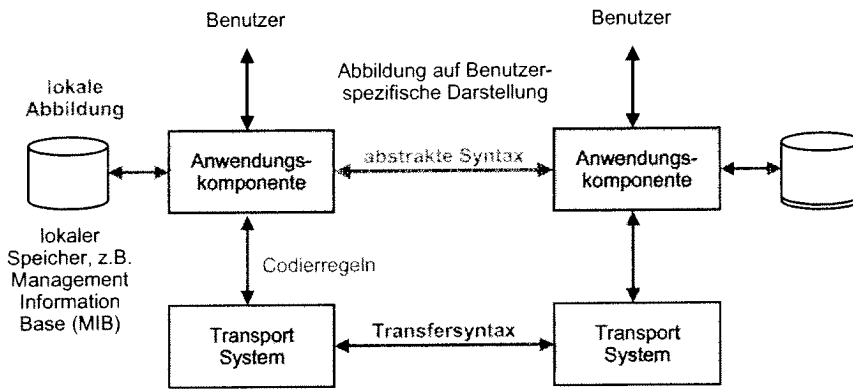 Benutzer
Benutzer
lokale
Abbildung
Abbildung auf Benutzer-
spezifische Darstellung
Anwendungs-
komponente
abstrakte Syntax
Anwendungs-
komponente
lokaler
Speicher, z.B.
Management
Information
Base (MIB)
Codierregeln
Transport
System
Transfersyntax
Transport
System